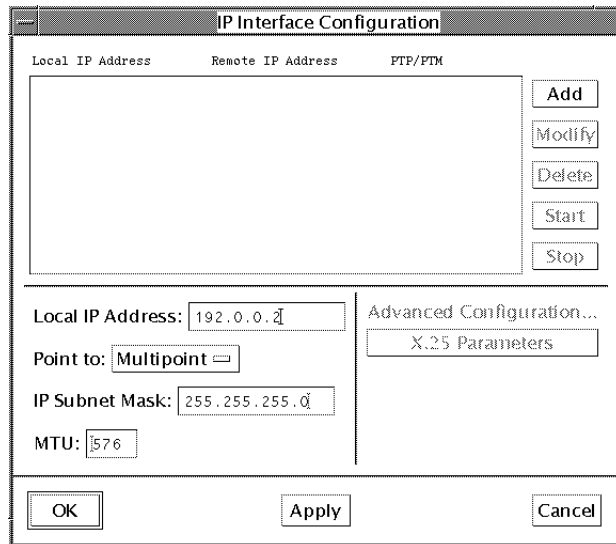 IP Interface Configuration
Local IP Address Remote IP Address PTP/PTM
Add
Modify
Delete
Start
Stop
Local IP Address: 192.0.0.2
Point to: Multipoint
IP Subnet Mask: 255.255.255.0
MTU: 576
Advanced Configuration...
X.25 Parameters
OK Apply Cancel